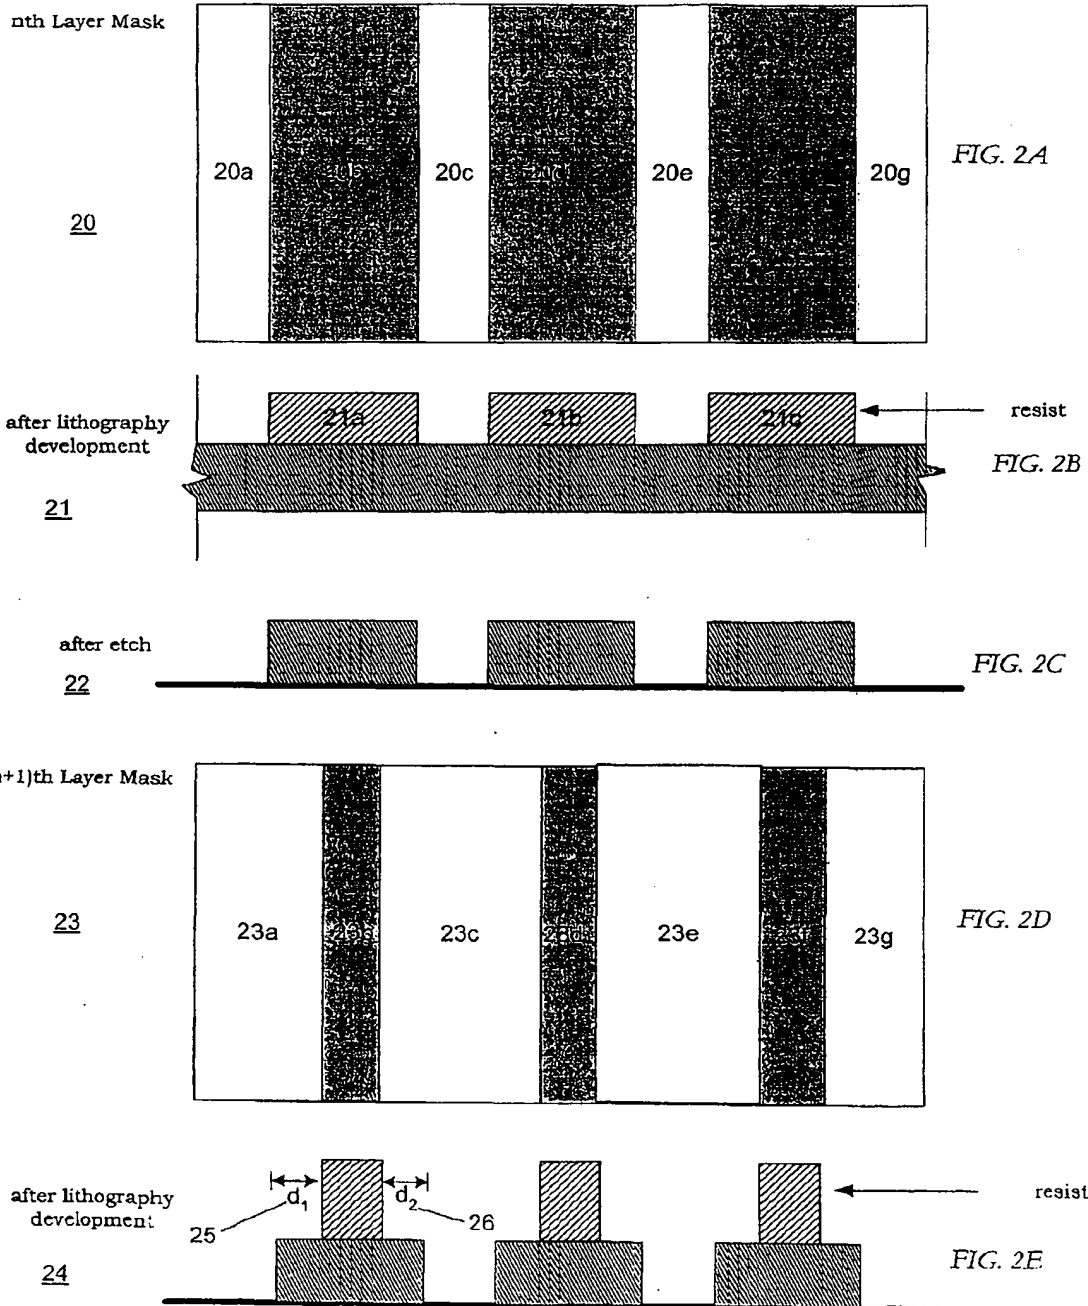 nth Layer Mask
20a
20c
20e
20g
FIG. 2A
20
21a
21b
21c
resist
after lithography
development
FIG. 2B
21
after etch
22
FIG. 2C
+1)th Layer Mask
23
23a
23c
23e
23g
FIG. 2D
after lithography
development
d1
d2
25
26
resist
24
FIG. 2E